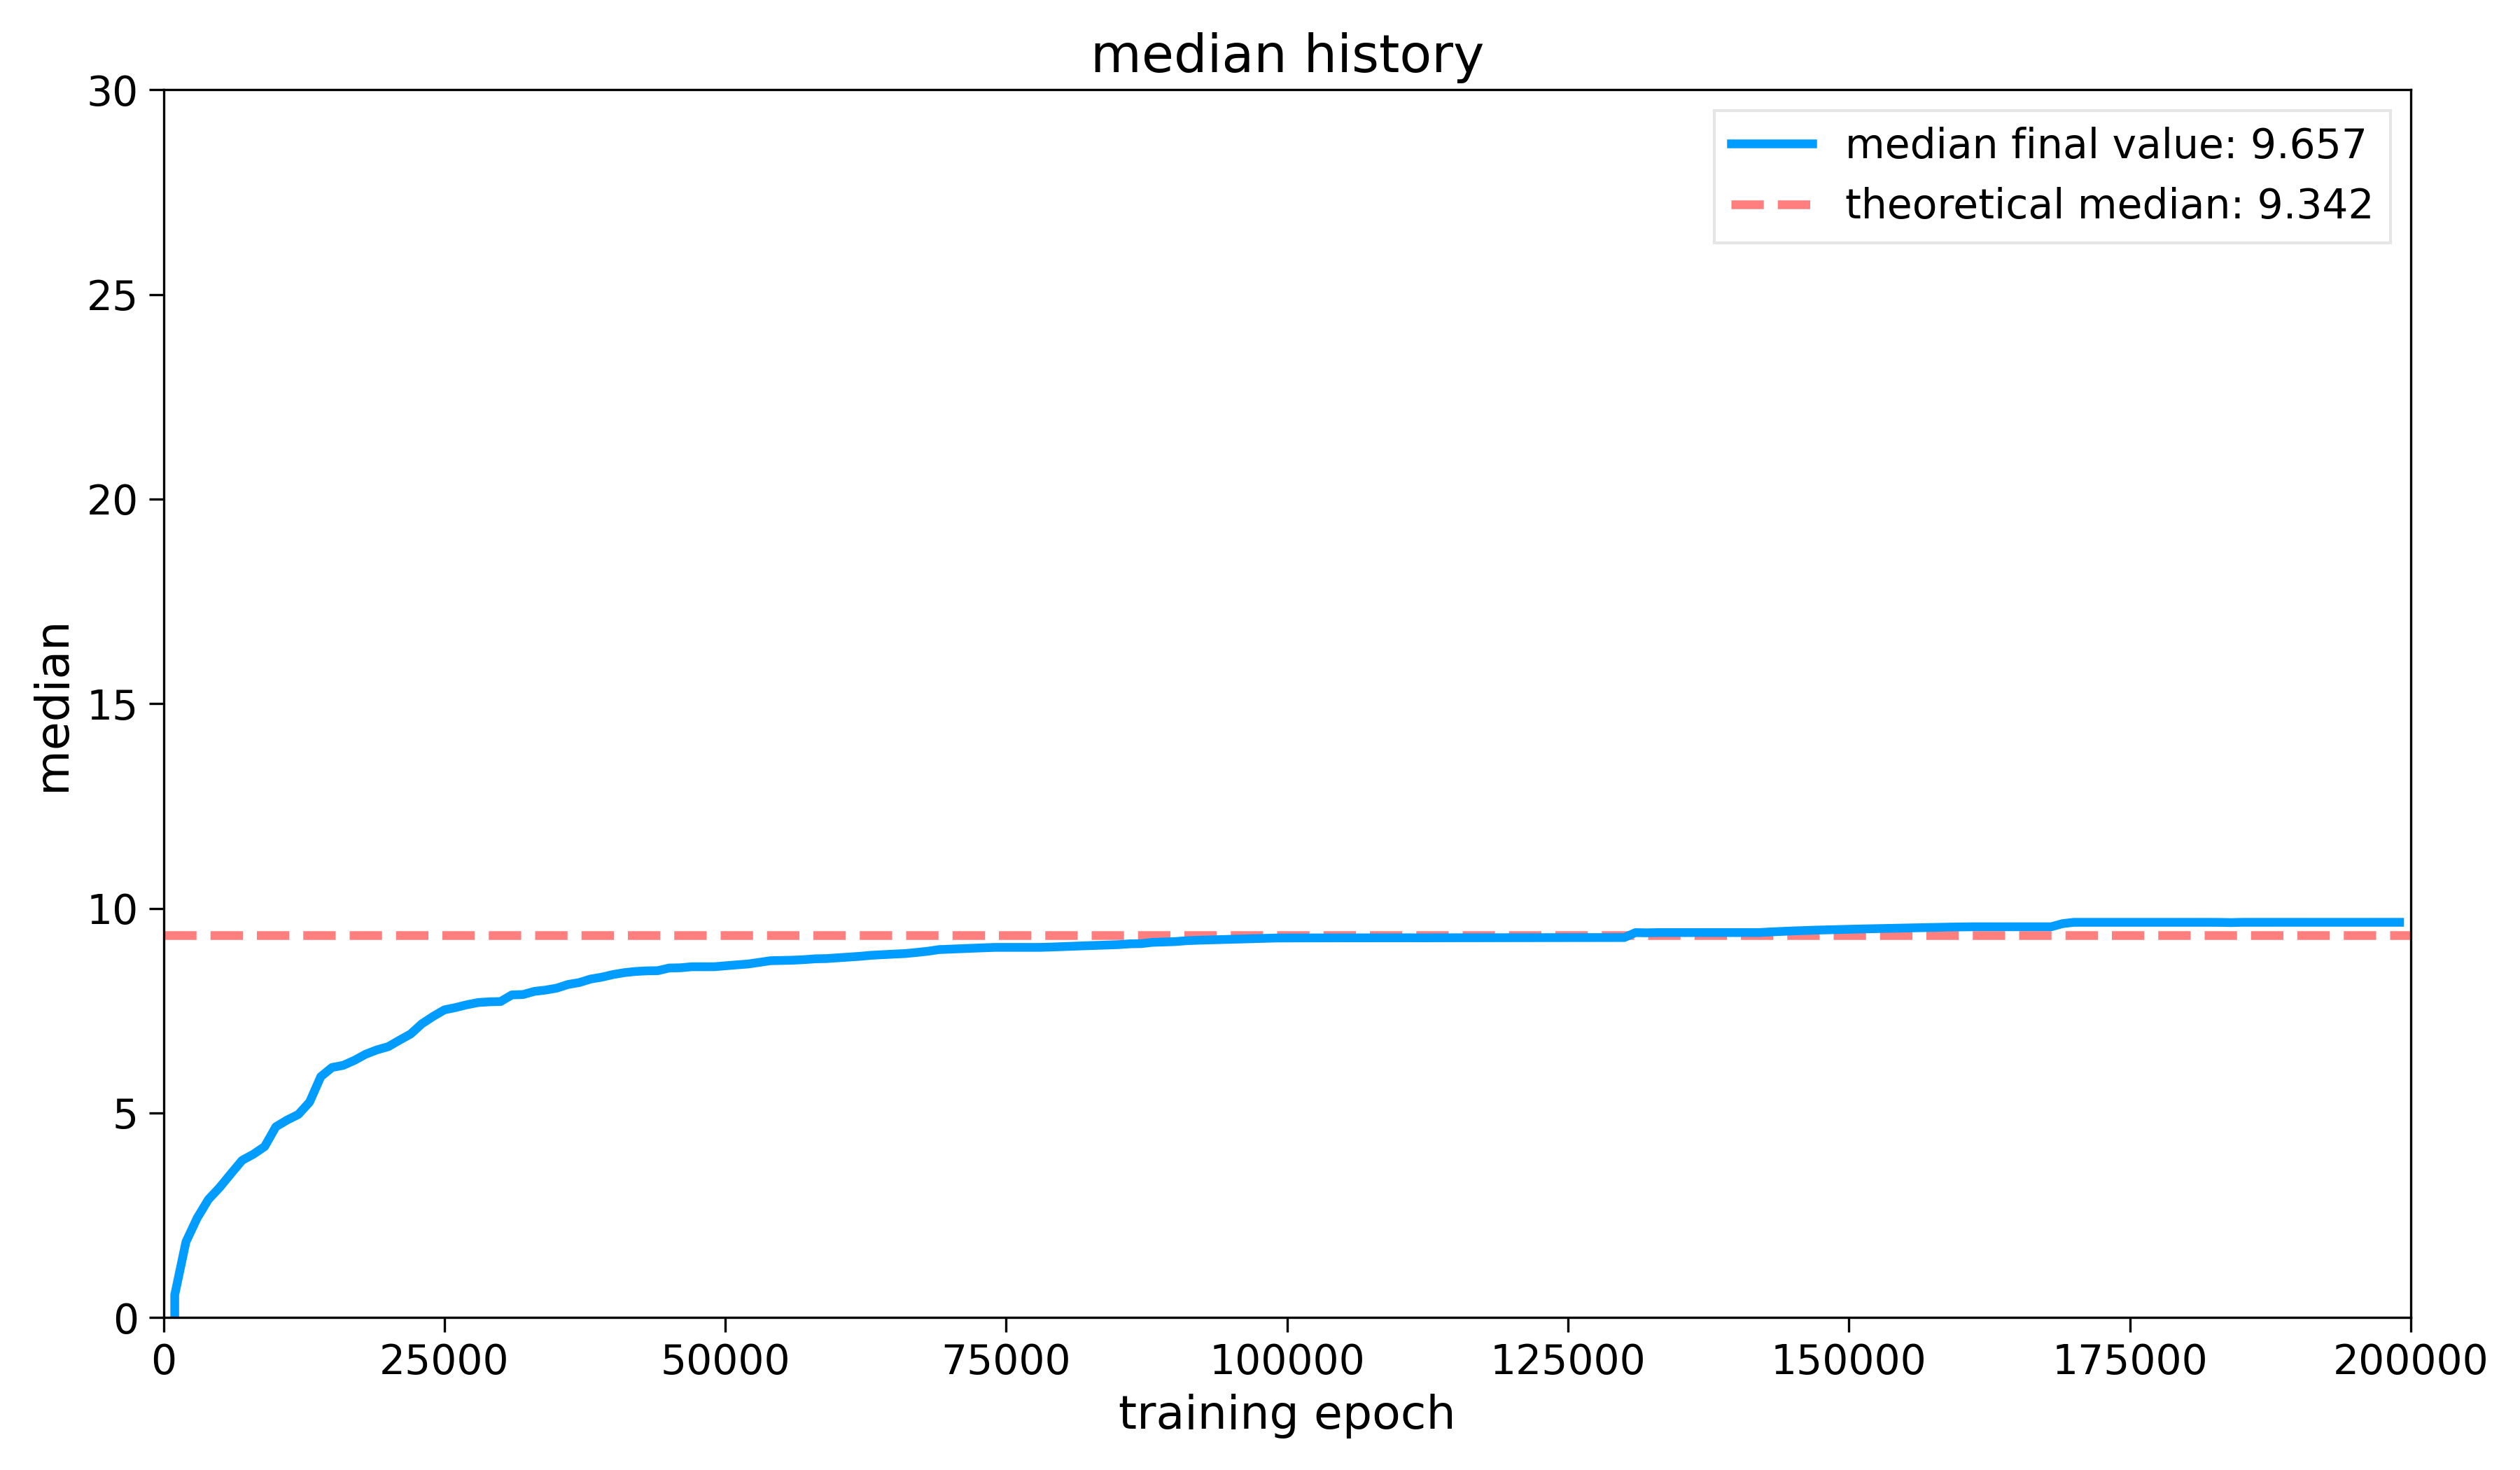 median history
median final value: 9.657
theoretical median: 9.342
30
25
20
15
10
5
0
median
0 25000 50000 75000 100000 125000 150000 175000 200000
training epoch